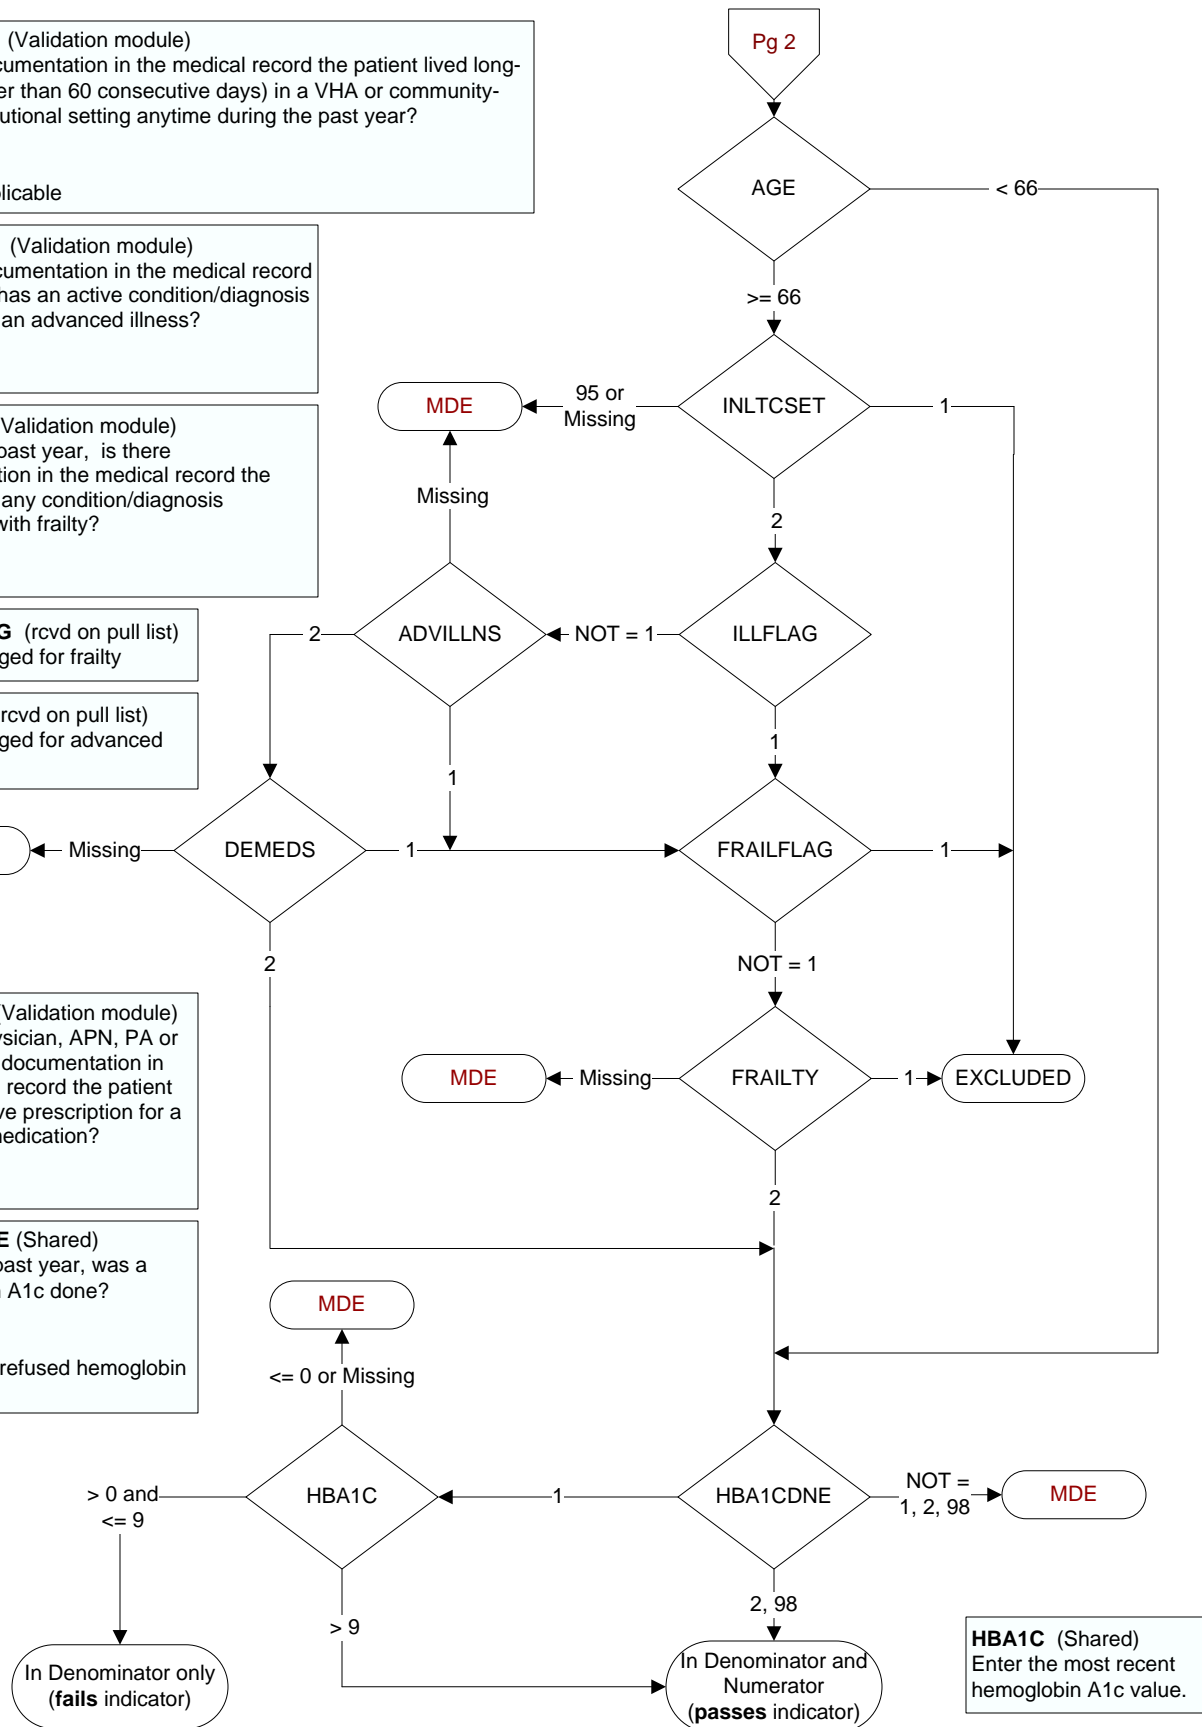 (Validation module)
cumentation in the medical record the patient lived long-
er than 60 consecutive days) in a VHA or community-
utional setting anytime during the past year?
plicable
(Validation module)
cumentation in the medical record
has an active condition/diagnosis
an advanced illness?
Validation module)
past year, is there
tion in the medical record the
any condition/diagnosis
with frailty?
G (rcvd on pull list)
ged for frailty
rcvd on pull list)
ged for advanced
(Validation module)
ysician, APN, PA or
documentation in
record the patient
ve prescription for a
medication?
E (Shared)
past year, was a
A1c done?
refused hemoglobin
Pg 2
AGE
< 66
>= 66
INLTCSET
95 or
Missing
MDE
1
2
Missing
ILLFLAG
NOT = 1
ADVILLNS
2
1
1
DEMEDS
Missing
1
FRAILFLAG
1
2
NOT = 1
FRAILTY
Missing
MDE
1
EXCLUDED
2
MDE
<= 0 or Missing
HBA1C
1
HBA1CDNE
NOT =
1, 2, 98
MDE
> 0 and
<= 9
> 9
2, 98
In Denominator only
(fails indicator)
In Denominator and
Numerator
(passes indicator)
HBA1C (Shared)
Enter the most recent
hemoglobin A1c value.